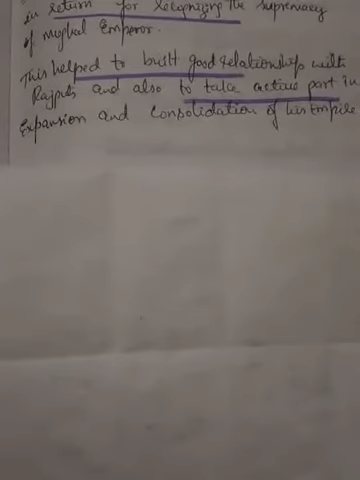 in return for recognizing the supremacy
of mughal Emperor.
This helped to built good relationships with
Rajputs and also to take active part in
Expansion and Consolidation of his Empire